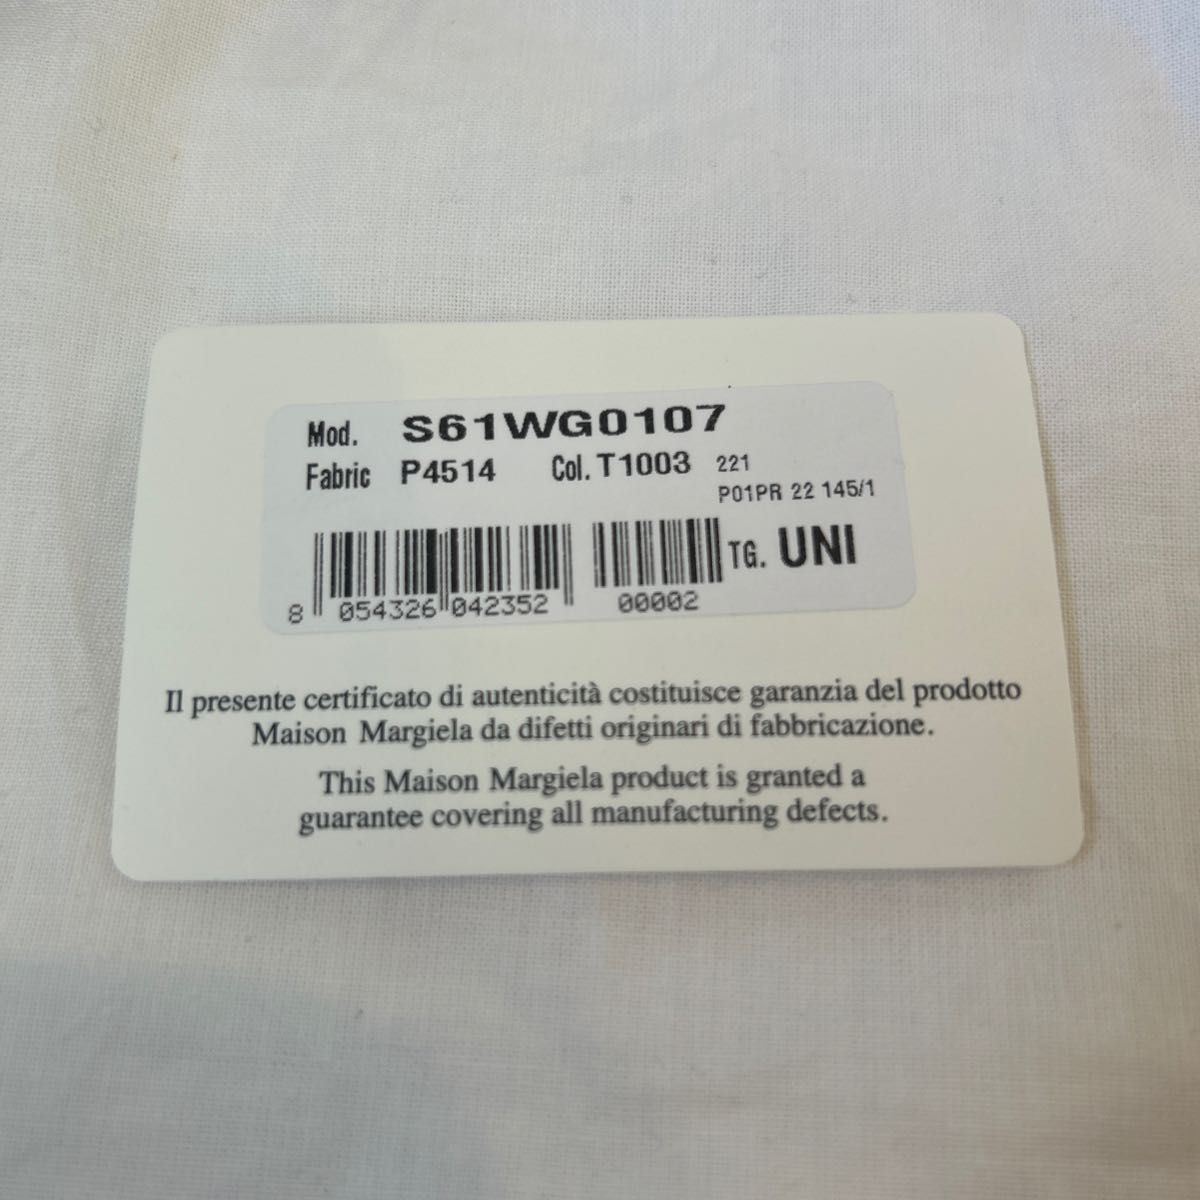 Mod. S61WG0107
Fabric P4514 Col. T1003 221
P01PR 22 145/1
TG. UNI
8 054326 042352 00002
Il presente certificato di autenticità costituisce garanzia del prodotto
Maison Margiela da difetti originari di fabbricazione.
This Maison Margiela product is granted a
guarantee covering all manufacturing defects.